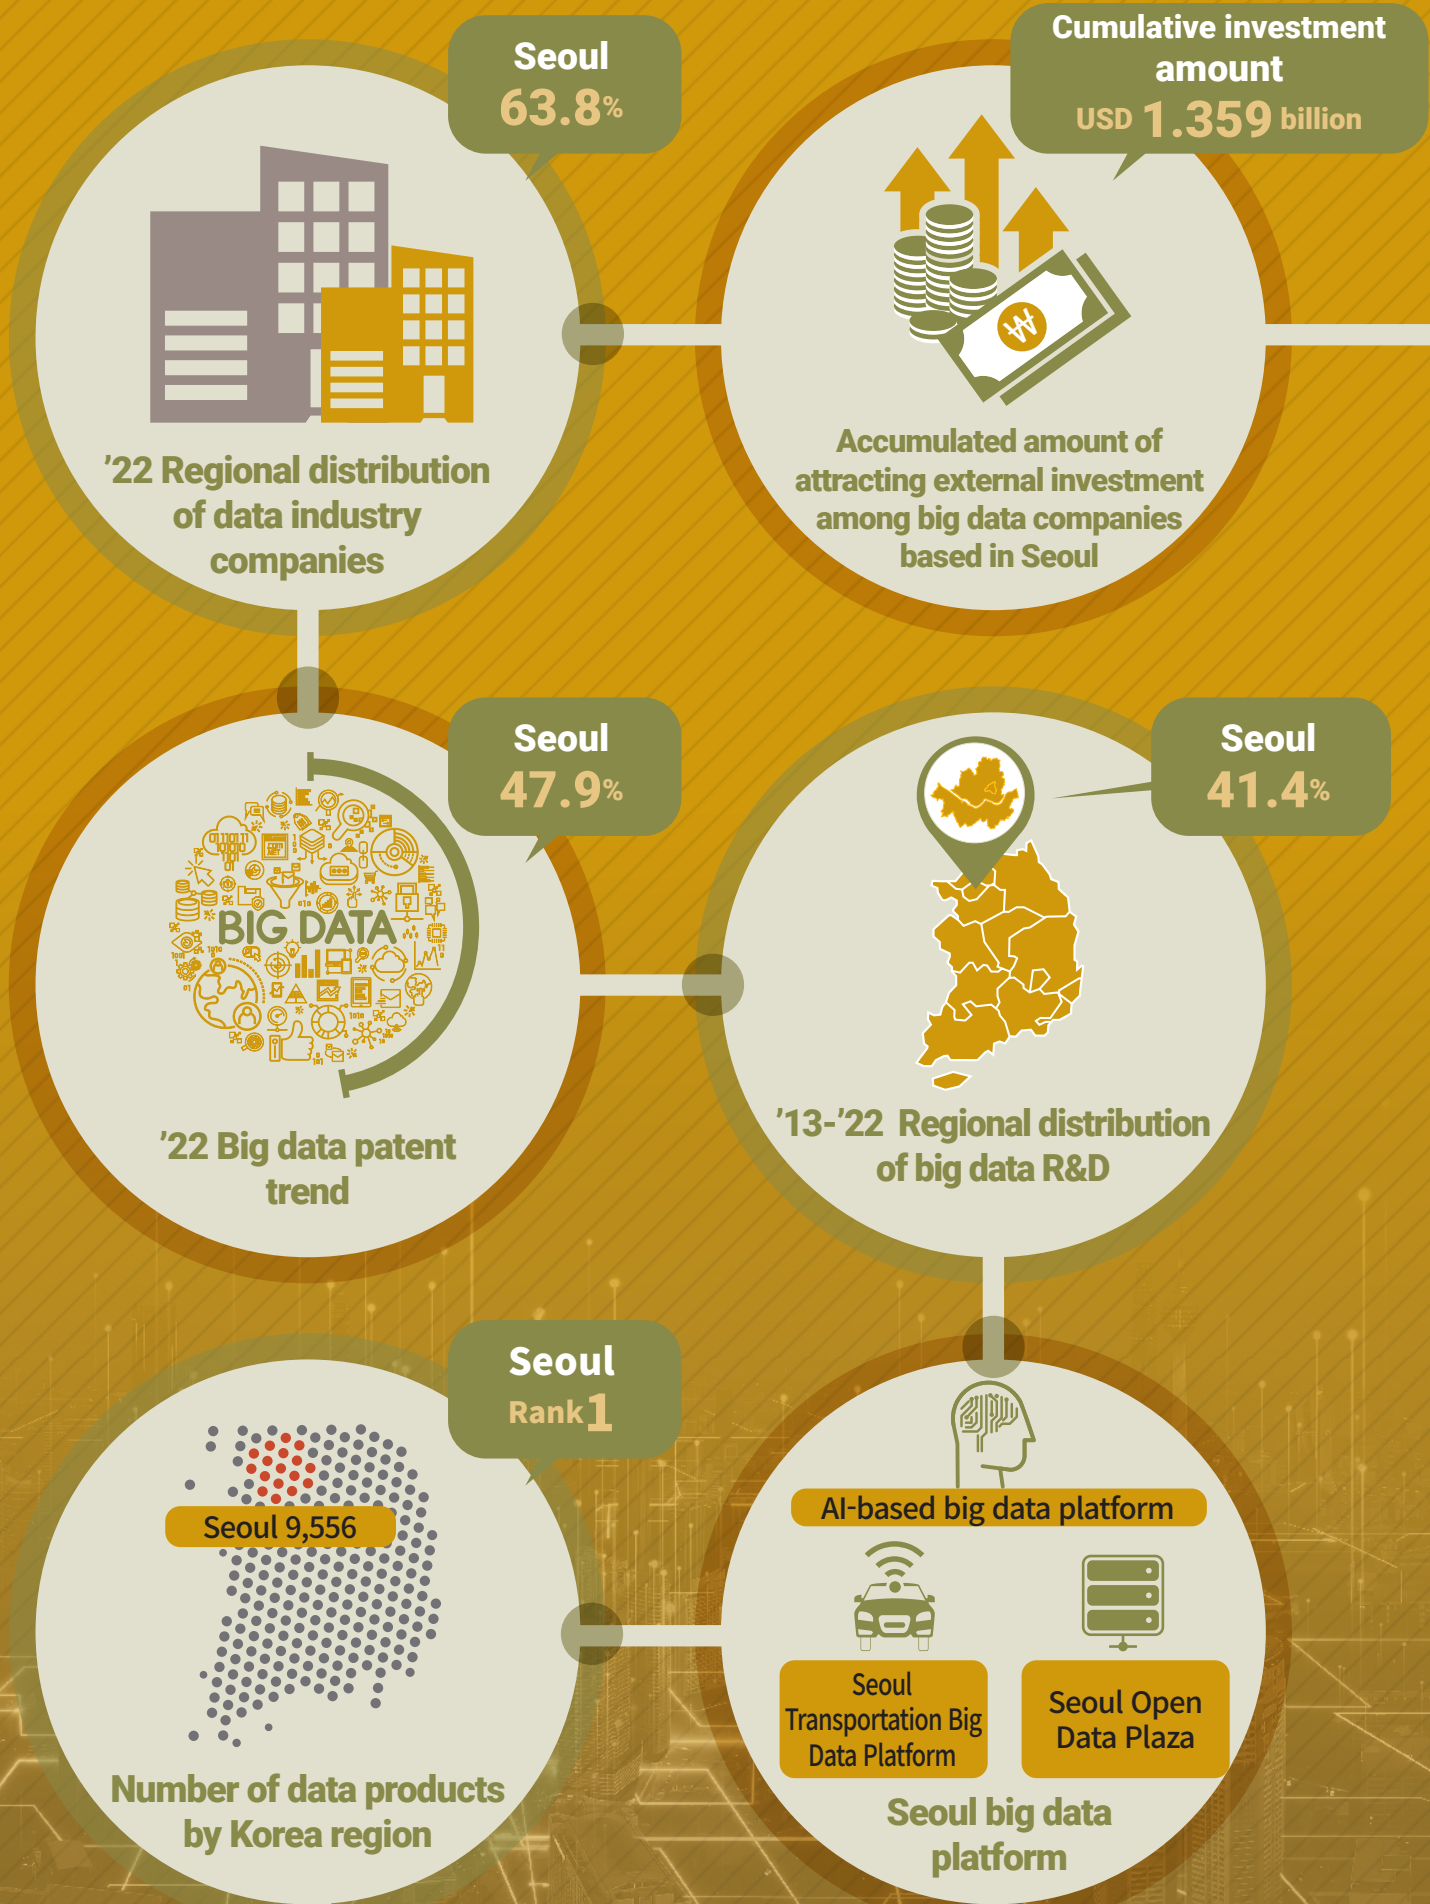 Seoul
63.8%
’22 Regional distribution
of data industry
companies
Cumulative investment
amount
USD 1.359 billion
₩
Accumulated amount of
attracting external investment
among big data companies
based in Seoul
Seoul
47.9%
BIG DATA
’22 Big data patent
trend
Seoul
41.4%
’13-’22 Regional distribution
of big data R&D
Seoul
Rank 1
Seoul 9,556
Number of data products
by Korea region
AI-based big data platform
Seoul
Transportation Big
Data Platform
Seoul Open
Data Plaza
Seoul big data
platform